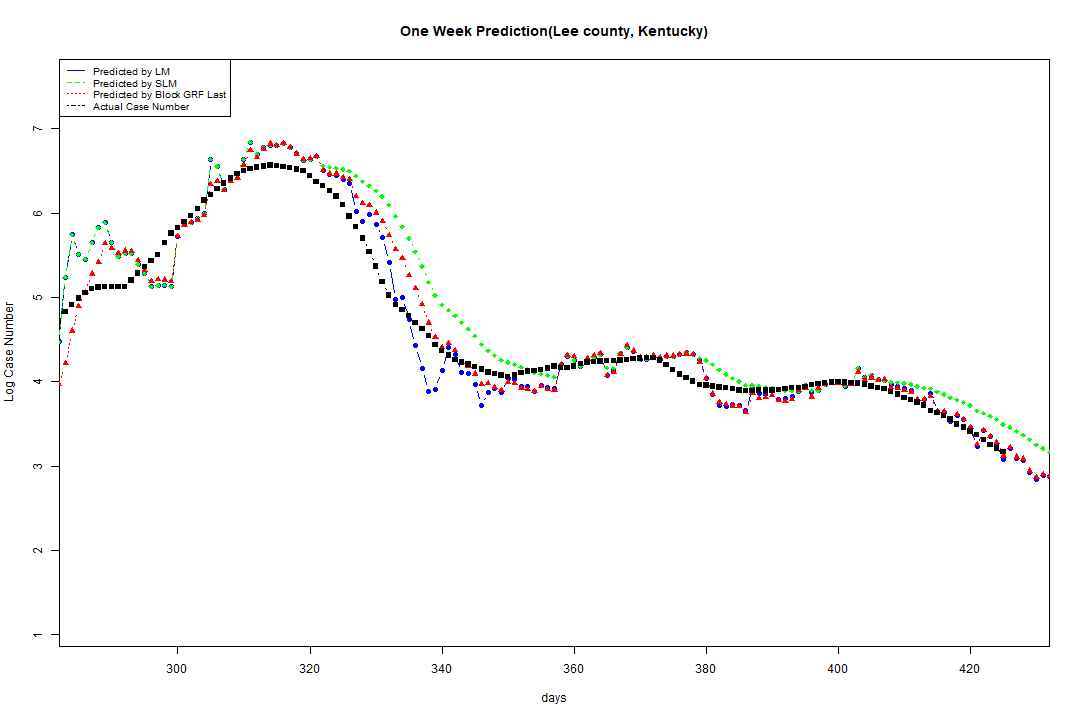 One Week Prediction(Lee county, Kentucky)
Predicted by LM
Predicted by SLM
Predicted by Block GRF Last
Actual Case Number
Log Case Number
7
6
5
4
3
2
1
300 320 340 360 380 400 420
days